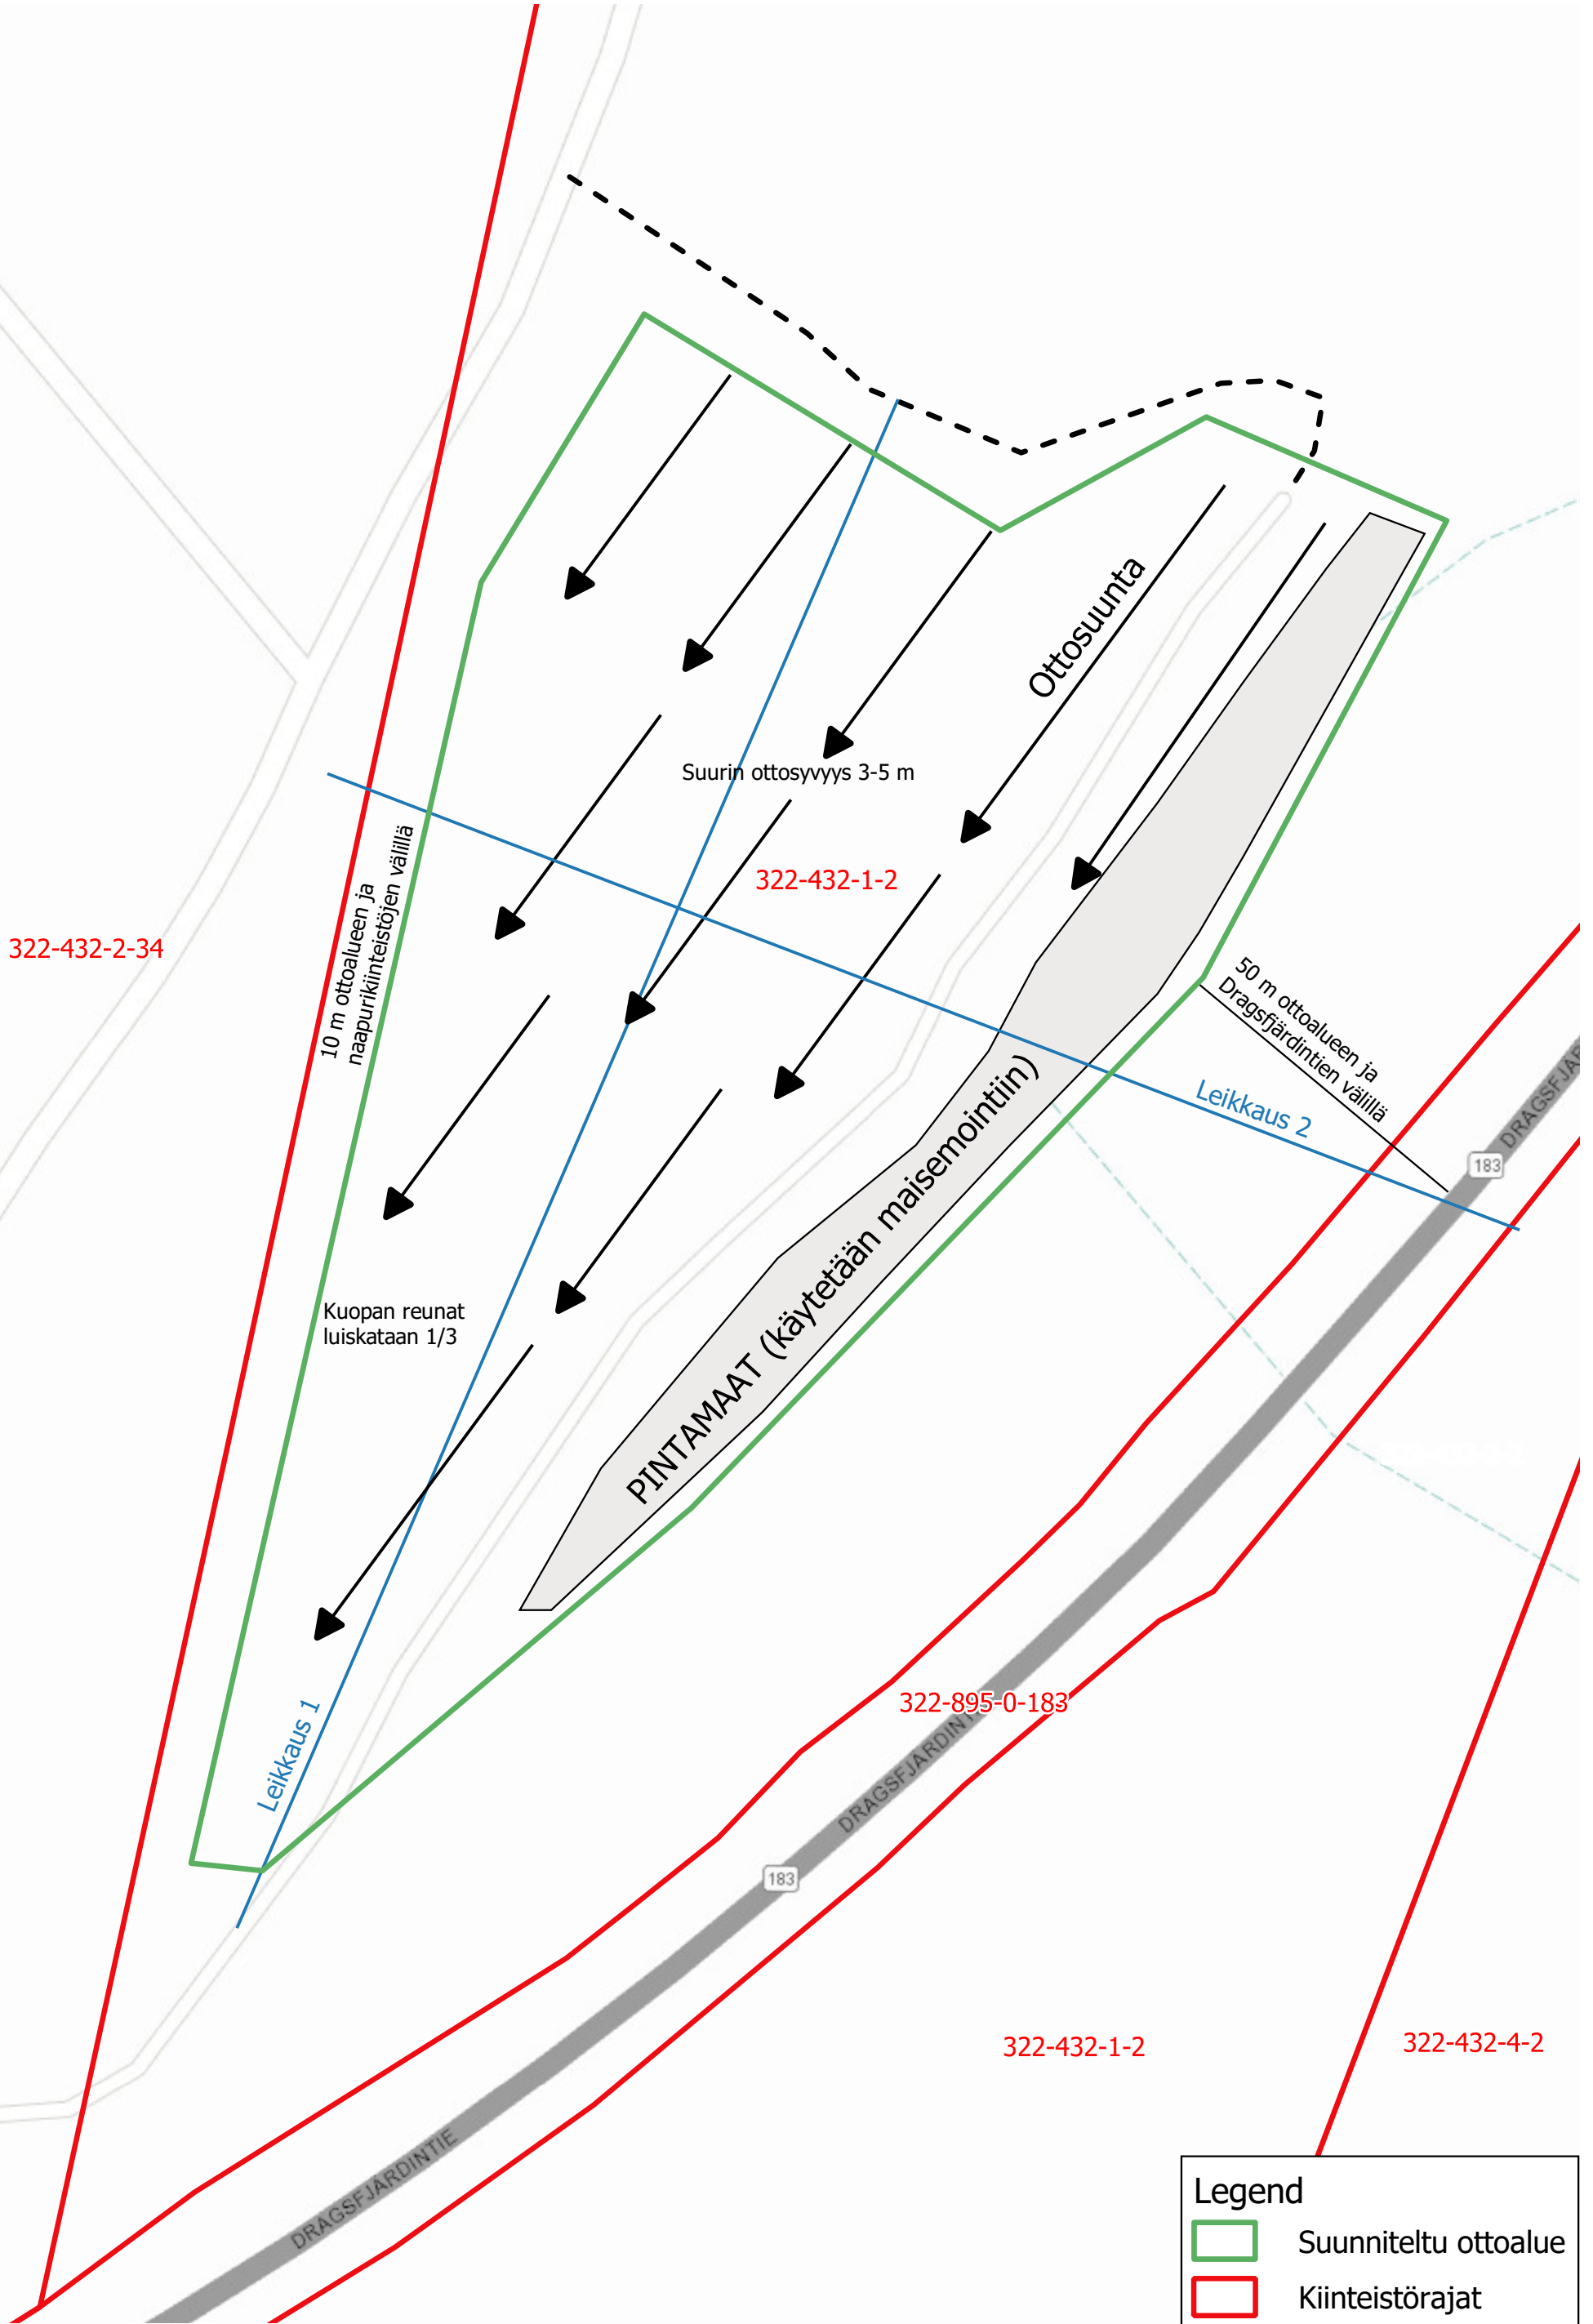 Ottosuunta
Suurin ottosyvyys 3-5 m
322-432-1-2
322-432-2-34
10 m ottoalueen ja
naapurikiinteistöjen välillä
50 m ottoalueen ja
Dragsfjärdintien välillä
Leikkaus 2
DRAGSFJÄR
183
PINTAMAAT (käytetään maisemointiin)
Kuopan reunat
luiskataan 1/3
Leikkaus 1
322-895-0-183
DRAGSFJÄRDINT
183
322-432-1-2
322-432-4-2
DRAGSFJÄRDINTIE
Legend
Suunniteltu ottoalue
Kiinteistörajat